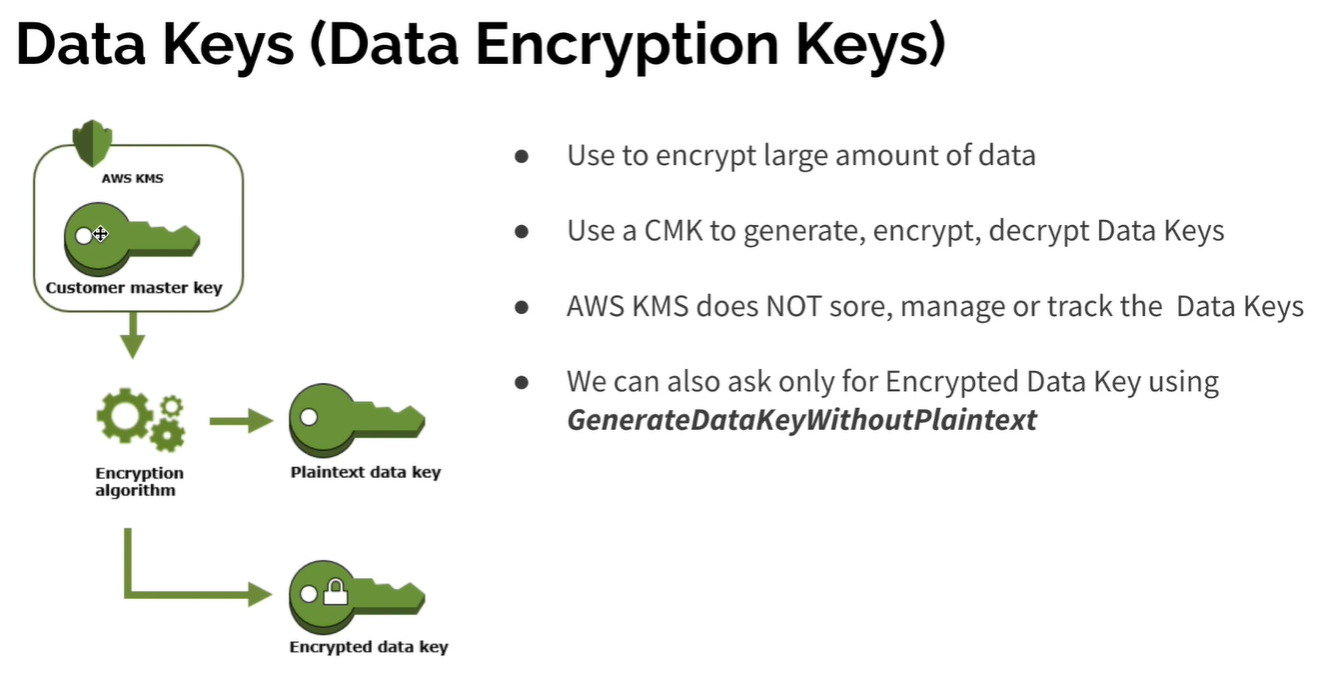 Data Keys (Data Encryption Keys)
AWS KMS
Customer master key
Encryption
algorithm
Plaintext data key
Encrypted data key
● Use to encrypt large amount of data
● Use a CMK to generate, encrypt, decrypt Data Keys
● AWS KMS does NOT sore, manage or track the Data Keys
● We can also ask only for Encrypted Data Key using
GenerateDataKeyWithoutPlaintext